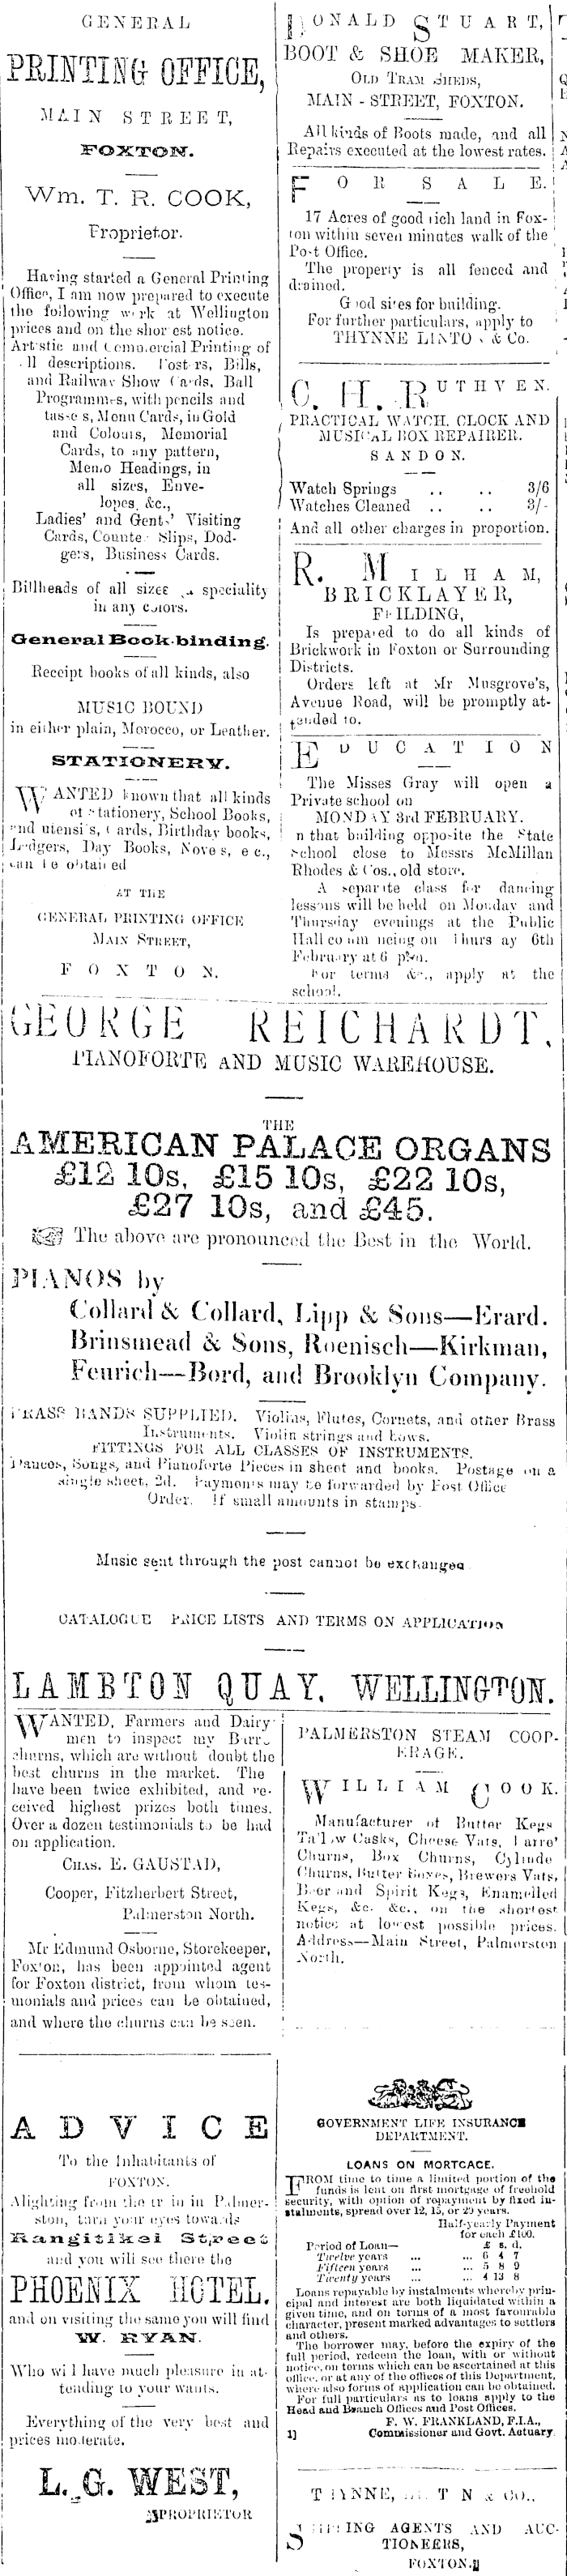 GENERAL
PRINTING OFFICE,
MAIN STREET,
FOXTON.
Wm. T. R. COOK,
Proprietor.
Having started a General Printing
Office, I am now prepared to execute
the following work at Wellington
prices and on the shortest notice.
Artistic and Commercial Printing of
all descriptions. Posters, Bills,
and Railway Show Cards, Ball
Programmes, with pencils and
tassels, Menu Cards, in Gold
and Colours, Memorial
Cards, to any pattern,
Memo Headings, in
all sizes, Enve-
lopes, &c.,
Ladies' and Gents' Visiting
Cards, Counter Slips, Dod-
gers, Business Cards.
Billheads of all sizes a speciality
in any colors.
General Book-binding.
Receipt books of all kinds, also
MUSIC BOUND
in either plain, Morocco, or Leather.
STATIONERY.
WANTED known that all kinds
of Stationery, School Books,
and utensils, Cards, Birthday books,
Ledgers, Day Books, Novels, etc.,
can be obtained
AT THE
GENERAL PRINTING OFFICE
MAIN STREET,
FOXTON.
DONALD STUART,
BOOT & SHOE MAKER,
OLD TRAM SHEDS,
MAIN-STREET, FOXTON.
All kinds of Boots made, and all
Repairs executed at the lowest rates.
FOR SALE.
17 Acres of good rich land in Fox-
ton within seven minutes walk of the
Post Office.
The property is all fenced and
drained.
Good sites for building.
For further particulars, apply to
THYNNE LINTON & Co.
C. H. RUTHVEN.
PRACTICAL WATCH, CLOCK AND
MUSICAL BOX REPAIRER.
SANDON.
Watch Springs .. .. 3/6
Watches Cleaned .. .. 3/-
And all other charges in proportion.
R. MILHAM,
BRICKLAYER,
FEILDING,
Is prepared to do all kinds of
Brickwork in Foxton or Surrounding
Districts.
Orders left at Mr Musgrove's,
Avenue Road, will be promptly at-
tended to.
EDUCATION
The Misses Gray will open a
Private school on
MONDAY 3rd FEBRUARY.
n that building opposite the State
School close to Messrs McMillan
Rhodes & Cos., old store.
A separate class for dancing
lessons will be held on Monday and
Thursday evenings at the Public
Hall commencing on Thursday 6th
February at 6 p.m.
For terms &c., apply at the
school.
GEORGE REICHARDT,
PIANOFORTE AND MUSIC WAREHOUSE.
THE
AMERICAN PALACE ORGANS
£12 10s, £15 10s, £22 10s,
£27 10s, and £45.
The above are pronounced the Best in the World.
PIANOS by
Collard & Collard, Lipp & Sons—Erard.
Brinsmead & Sons, Roenisch—Kirkman,
Feurich—Bord, and Brooklyn Company.
BRASS BANDS SUPPLIED. Violins, Flutes, Cornets, and other Brass
Instruments. Violin strings and bows.
FITTINGS FOR ALL CLASSES OF INSTRUMENTS.
Dances, Songs, and Pianoforte Pieces in sheet and books. Postage on a
single sheet, 2d. Payments may be forwarded by Post Office
Order. If small amounts in stamps.
Music sent through the post cannot be exchanged
CATALOGUE PRICE LISTS AND TERMS ON APPLICATION
LAMBTON QUAY, WELLINGTON.
WANTED, Farmers and Dairy-
men to inspect my Barrel
churns, which are without doubt the
best churns in the market. The
have been twice exhibited, and re-
ceived highest prizes both times.
Over a dozen testimonials to be had
on application.
CHAS. E. GAUSTAD,
Cooper, Fitzherbert Street,
Palmerston North.
Mr Edmund Osborne, Storekeeper,
Foxton, has been appointed agent
for Foxton district, from whom tes-
monials and prices can be obtained,
and where the churns can be seen.
PALMERSTON STEAM COOP-
ERAGE.
WILLIAM COOK.
Manufacturer of Butter Kegs
Tallow Casks, Cheese Vats, Barrel
Churns, Box Churns, Cylinde
Churns, Butter Boxes, Brewers Vats,
Beer and Spirit Kegs, Enamelled
Kegs, &c. &c., on the shortest
notice at lowest possible prices.
Address—Main Street, Palmerston
North.
ADVICE
To the Inhabitants of
FOXTON.
Alighting from the train in Palmer-
ston, turn your eyes towards
Rangitikei Street
and you will see there the
PHOENIX HOTEL,
and on visiting the same you will find
W. RYAN.
Who will have much pleasure in at-
tending to your wants.
Everything of the very best and
prices moderate.
L. G. WEST,
PROPRIETOR
GOVERNMENT LIFE INSURANCE
DEPARTMENT.
LOANS ON MORTGAGE.
FROM time to time a limited portion of the
funds is lent on first mortgage of freehold
security, with option of repayment by fixed in-
stalments, spread over 12, 15, or 20 years.
Half-yearly Payment
for each £100.
Period of Loan— £ s. d.
Twelve years ... ... 6 4 7
Fifteen years ... ... 5 8 9
Twenty years ... ... 4 13 8
Loans repayable by instalments whereby prin-
cipal and interest are both liquidated within a
given time, and on terms of a most favourable
character, present marked advantages to settlers
and others.
The borrower may, before the expiry of the
full period, redeem the loan, with or without
notice, on terms which can be ascertained at this
office, or at any of the offices of this Department,
where also forms of application can be obtained.
For full particulars as to loans apply to the
Head and Branch Offices and Post Offices.
F. W. FRANKLAND, F.I.A.,
1] Commissioner and Govt. Actuary
THYNNE, & CO.,
SHIPPING AGENTS AND AUC-
TIONEERS,
FOXTON.